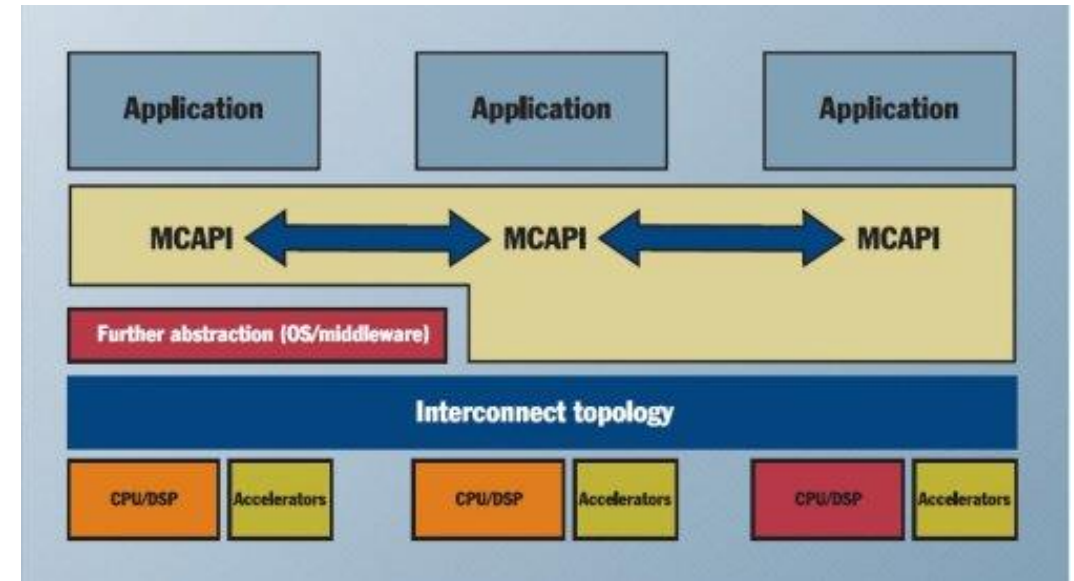 Application
Application
Application
MCAPI
MCAPI
MCAPI
Further abstraction (OS/middleware)
Interconnect topology
CPU/DSP
Accelerators
CPU/DSP
Accelerators
CPU/DSP
Accelerators